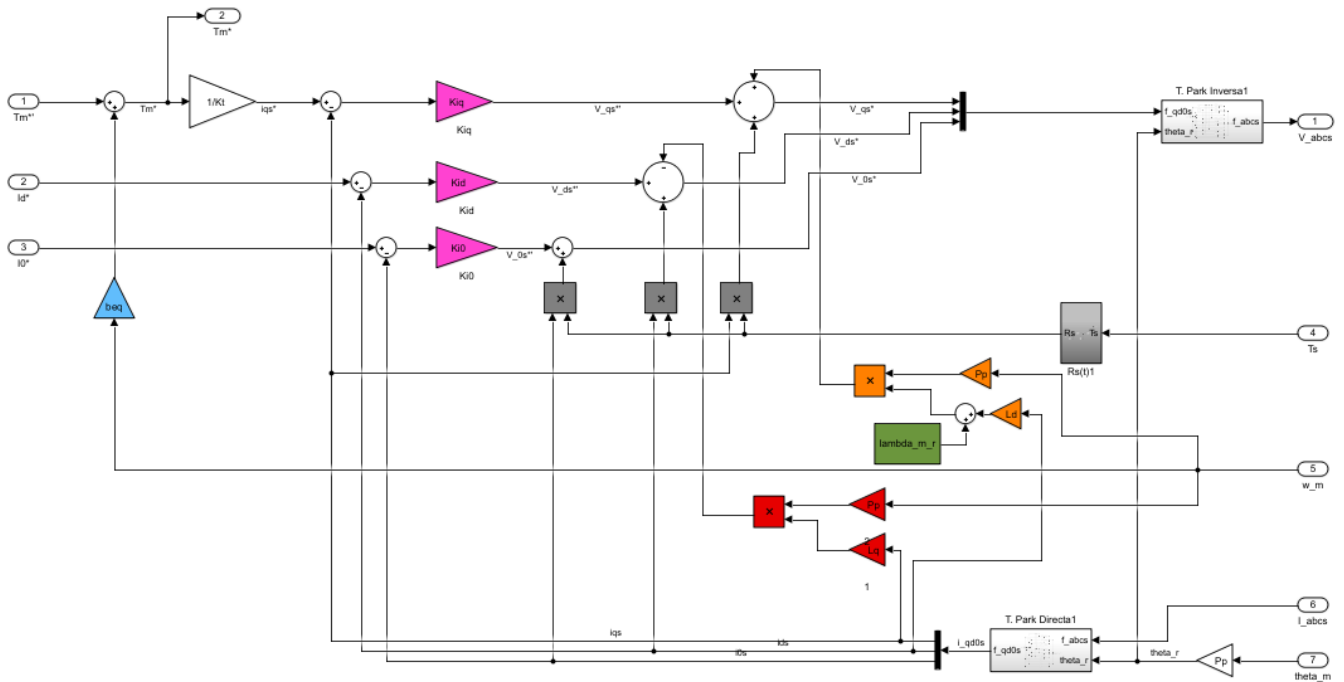 2
Tm*
1
Tm*'
Tm*
1/Kt
iqs*
Kiq
Kiq
V_qs*'
V_qs*
T. Park Inversa1
f_qd0s
theta_r
f_abcs
1
V_abcs
V_ds*
2
Id*
Kid
Kid
V_ds*'
V_0s*
3
I0*
Ki0
Ki0
V_0s*'
beq
×
×
×
Rs
Ts
Rs(t)1
4
Ts
×
Pp
Ld
lambda_m_r
5
w_m
×
Pp
2
Lq
1
6
I_abcs
T. Park Directa1
iqs
ids
i0s
i_qd0s
f_qd0s
f_abcs
theta_r
theta_r
Pp
7
theta_m